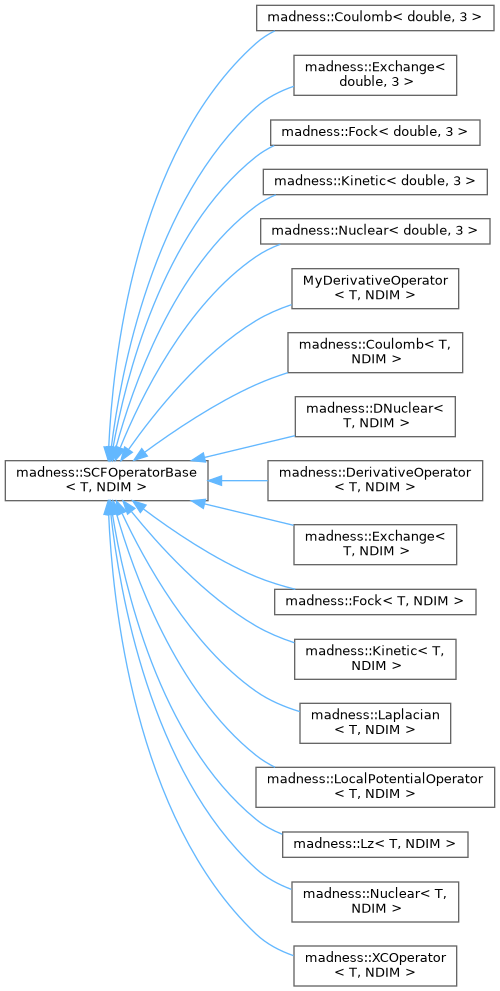 madness::Coulomb< double, 3 >
madness::Exchange<
double, 3 >
madness::Fock< double, 3 >
madness::Kinetic< double, 3 >
madness::Nuclear< double, 3 >
MyDerivativeOperator
< T, NDIM >
madness::Coulomb< T,
NDIM >
madness::DNuclear<
T, NDIM >
madness::SCFOperatorBase
< T, NDIM >
madness::DerivativeOperator
< T, NDIM >
madness::Exchange<
T, NDIM >
madness::Fock< T, NDIM >
madness::Kinetic< T,
NDIM >
madness::Laplacian
< T, NDIM >
madness::LocalPotentialOperator
< T, NDIM >
madness::Lz< T, NDIM >
madness::Nuclear< T,
NDIM >
madness::XCOperator
< T, NDIM >